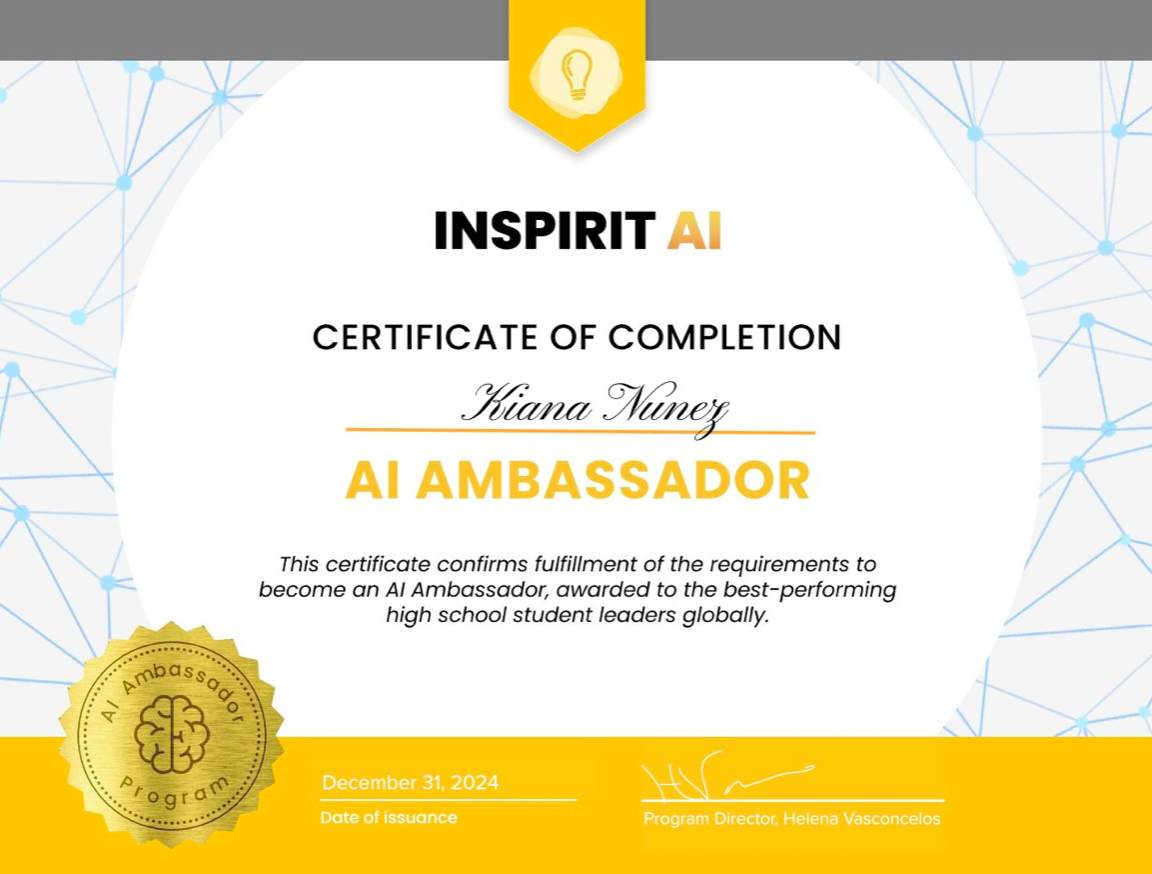 INSPIRIT AI
CERTIFICATE OF COMPLETION
Kiana Nunez
AI AMBASSADOR
This certificate confirms fulfillment of the requirements to
become an AI Ambassador, awarded to the best-performing
high school student leaders globally.
AI Ambassador
Program
December 31, 2024
Date of issuance
Program Director, Helena Vasconcelos